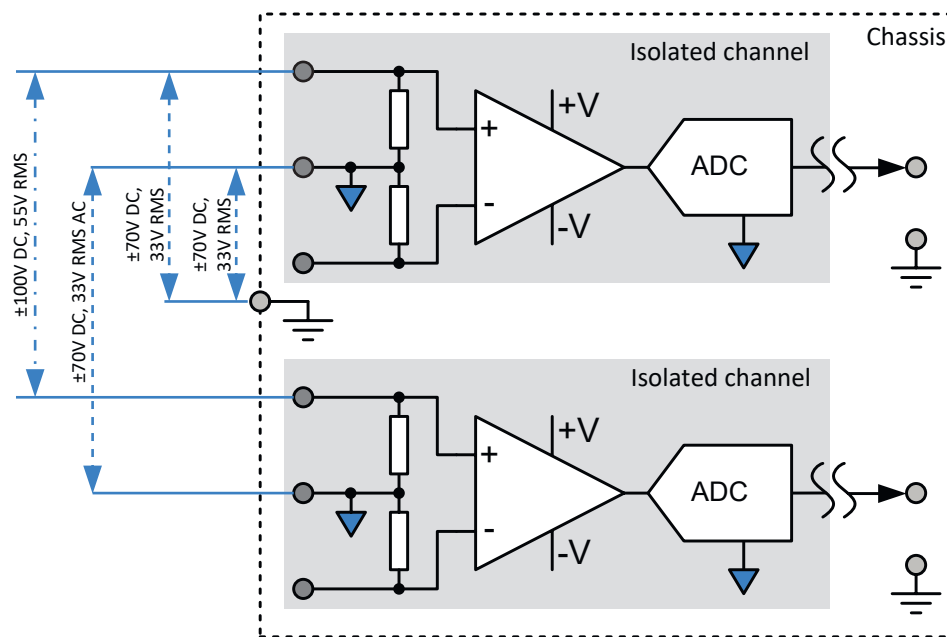 Chassis
Isolated channel
+V
+
-
-V
ADC
±100V DC, 55V RMS
±70V DC, 33V RMS AC
±70V DC,
33V RMS
±70V DC,
33V RMS
Isolated channel
+V
+
-
-V
ADC